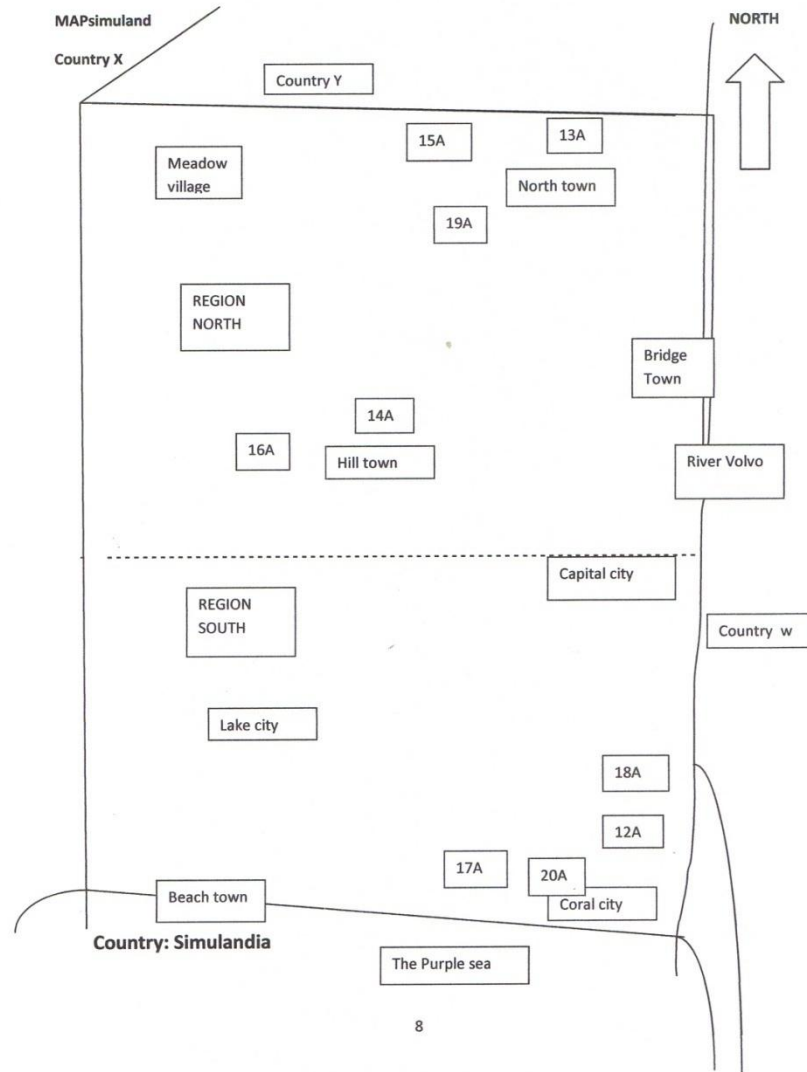 MAPsimuland
NORTH
Country X
Country Y
15A
13A
Meadow
village
North town
19A
REGION
NORTH
Bridge
Town
14A
16A
Hill town
River Volvo
Capital city
REGION
SOUTH
Country w
Lake city
18A
12A
17A
20A
Beach town
Coral city
Country: Simulandia
The Purple sea
8